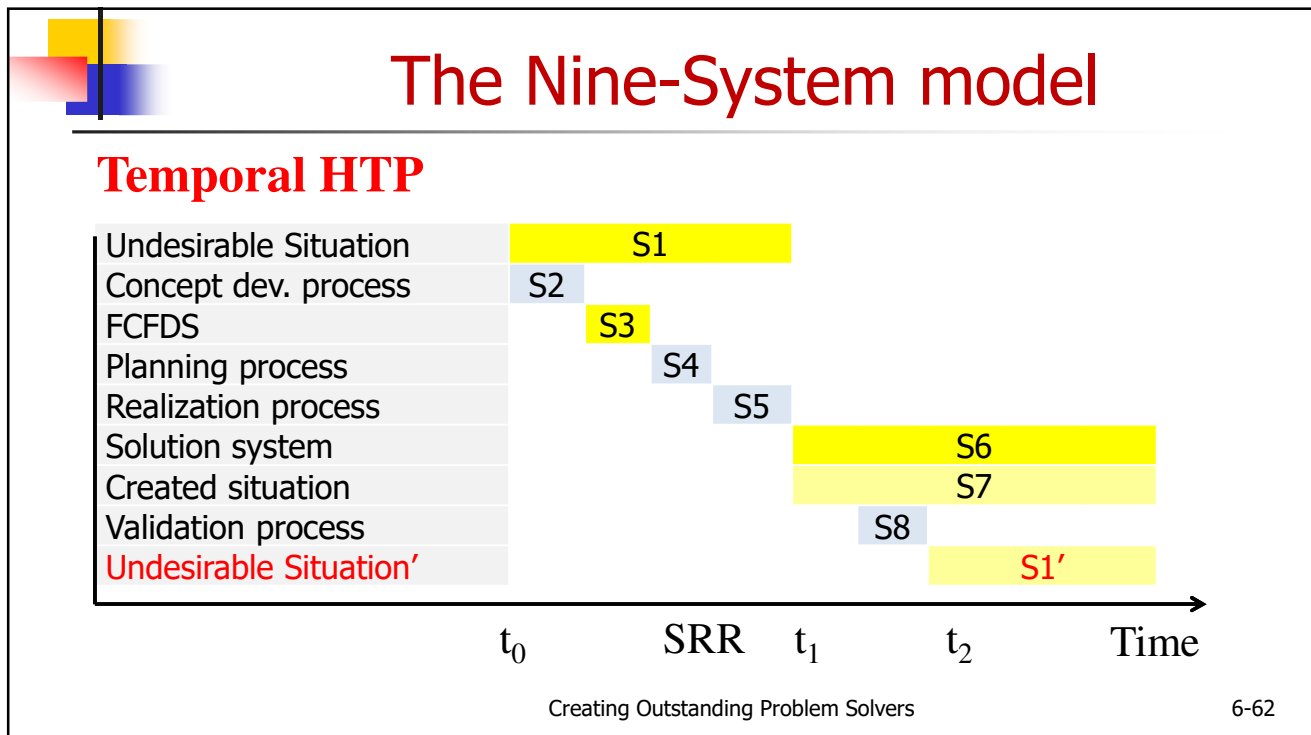 The Nine-System model
Temporal HTP
Undesirable Situation S1
Concept dev. process S2
FCFDS S3
Planning process S4
Realization process S5
Solution system S6
Created situation S7
Validation process S8
Undesirable Situation’ S1’
t₀ SRR t₁ t₂ Time
Creating Outstanding Problem Solvers 6-62